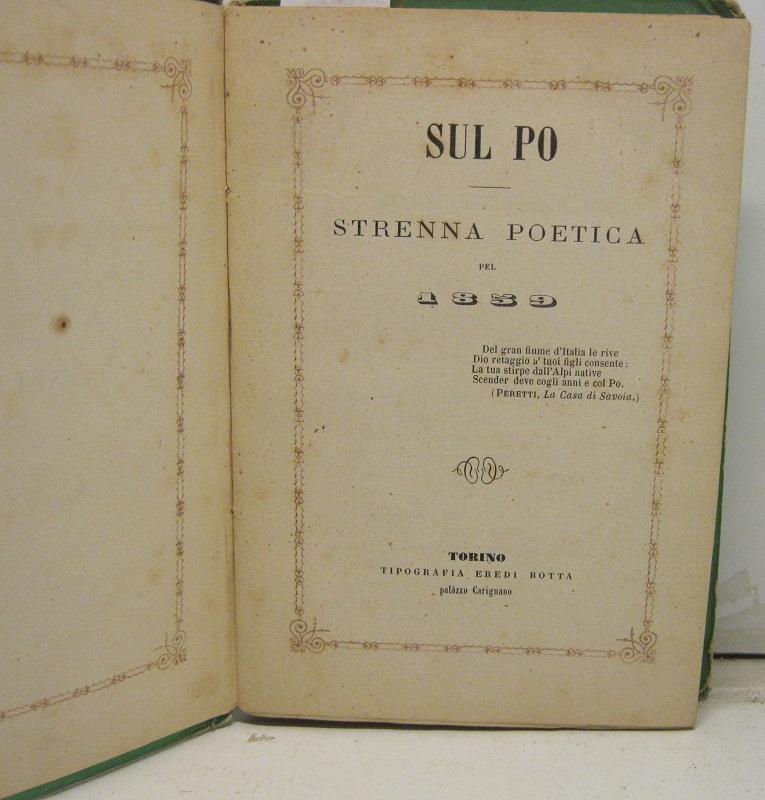 SUL PO
STRENNA POETICA
PEL
1859
Del gran fiume d'Italia le rive
Dio retaggio a' tuoi figli consente:
La tua stirpe dall'Alpi native
Scender deve cogli anni e col Po.
(PERETTI, La Casa di Savoia.)
TORINO
TIPOGRAFIA EREDI BOTTA
palàzzo Carignano